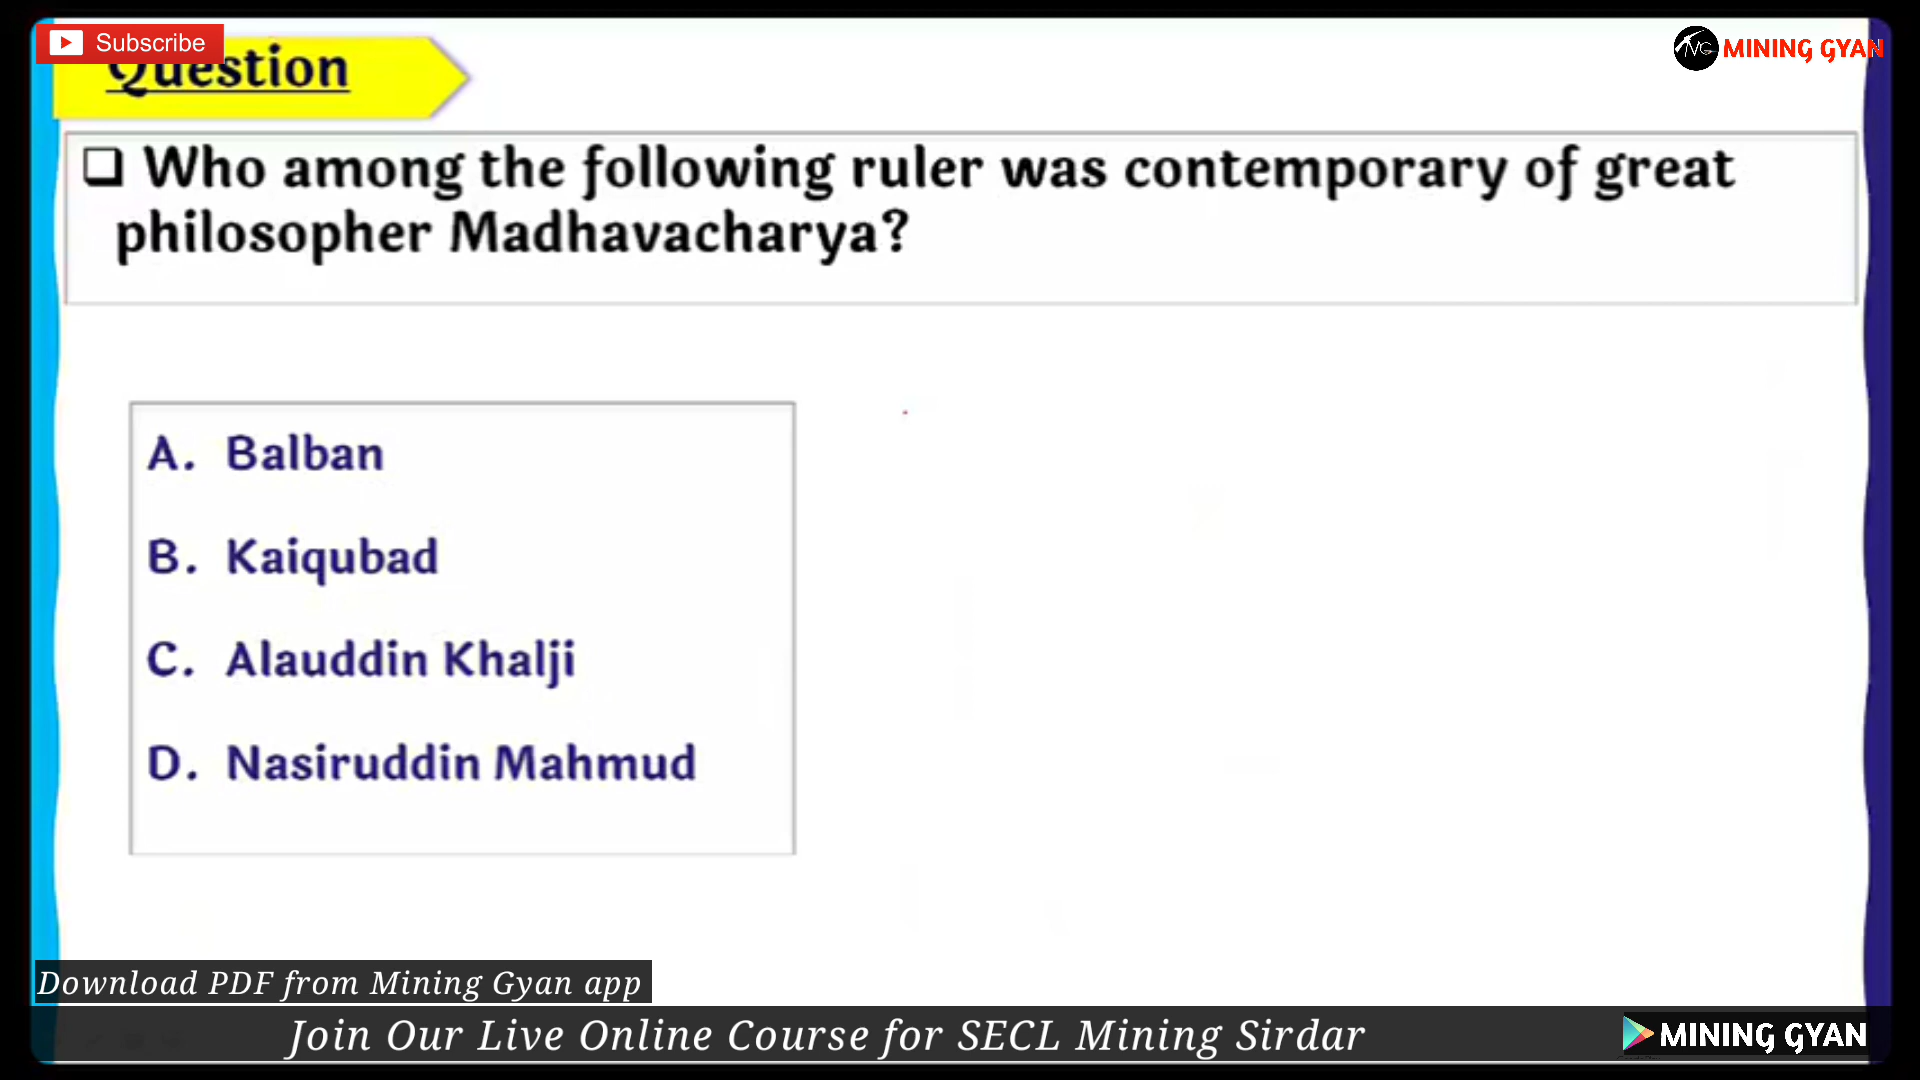 Subscribe
MINING GYAN
Question
❑ Who among the following ruler was contemporary of great
philosopher Madhavacharya?
A. Balban
B. Kaiqubad
C. Alauddin Khalji
D. Nasiruddin Mahmud
Download PDF from Mining Gyan app
Join Our Live Online Course for SECL Mining Sirdar
MINING GYAN